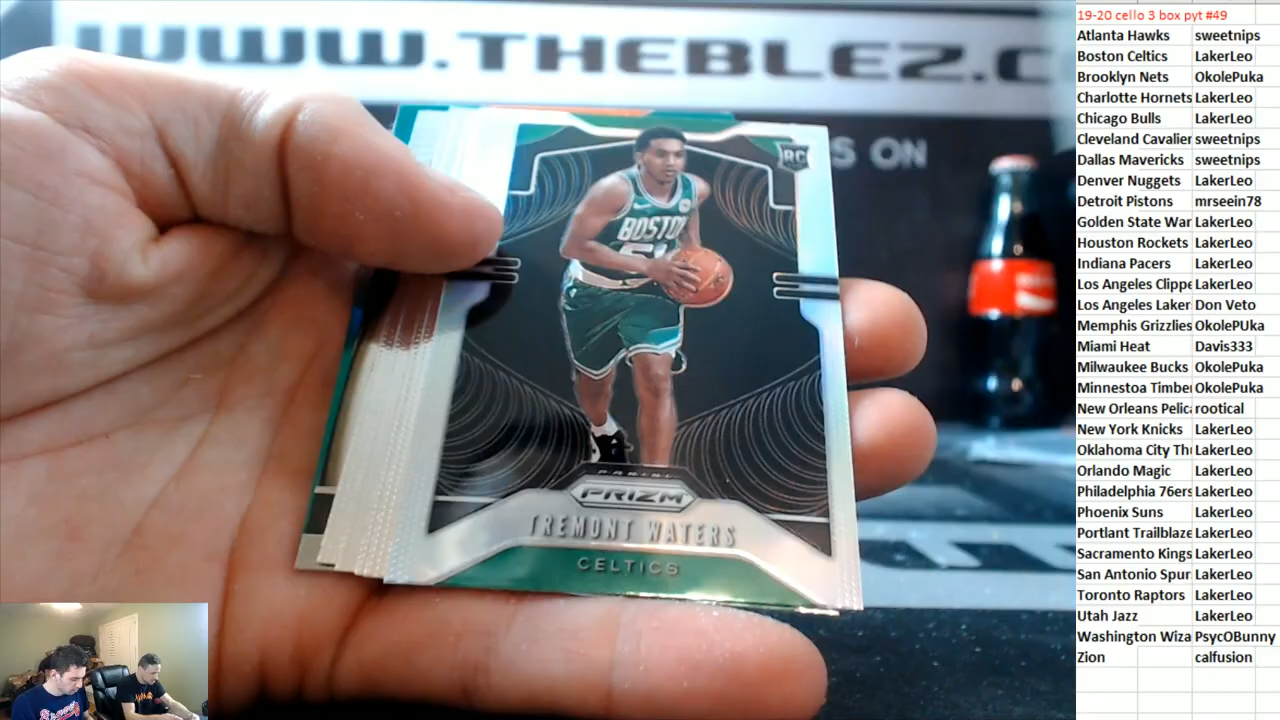 WWW.THEBLEZ.C
S ON
RC
BOSTON
51
PANINI
PRIZM
TREMONT WATERS
CELTICS
19-20 cello 3 box pyt #49
Atlanta Hawks sweetnips
Boston Celtics LakerLeo
Brooklyn Nets OkolePuka
Charlotte Hornets LakerLeo
Chicago Bulls LakerLeo
Cleveland Cavalier sweetnips
Dallas Mavericks sweetnips
Denver Nuggets LakerLeo
Detroit Pistons mrseein78
Golden State War LakerLeo
Houston Rockets LakerLeo
Indiana Pacers LakerLeo
Los Angeles Clippe LakerLeo
Los Angeles Laker Don Veto
Memphis Grizzlies OkolePUka
Miami Heat Davis333
Milwaukee Bucks OkolePuka
Minnestoa Timbe OkolePuka
New Orleans Pelic rootical
New York Knicks LakerLeo
Oklahoma City Th LakerLeo
Orlando Magic LakerLeo
Philadelphia 76ers LakerLeo
Phoenix Suns LakerLeo
Portlant Trailblaze LakerLeo
Sacramento Kings LakerLeo
San Antonio Spur LakerLeo
Toronto Raptors LakerLeo
Utah Jazz LakerLeo
Washington Wiza PsycOBunny
Zion calfusion